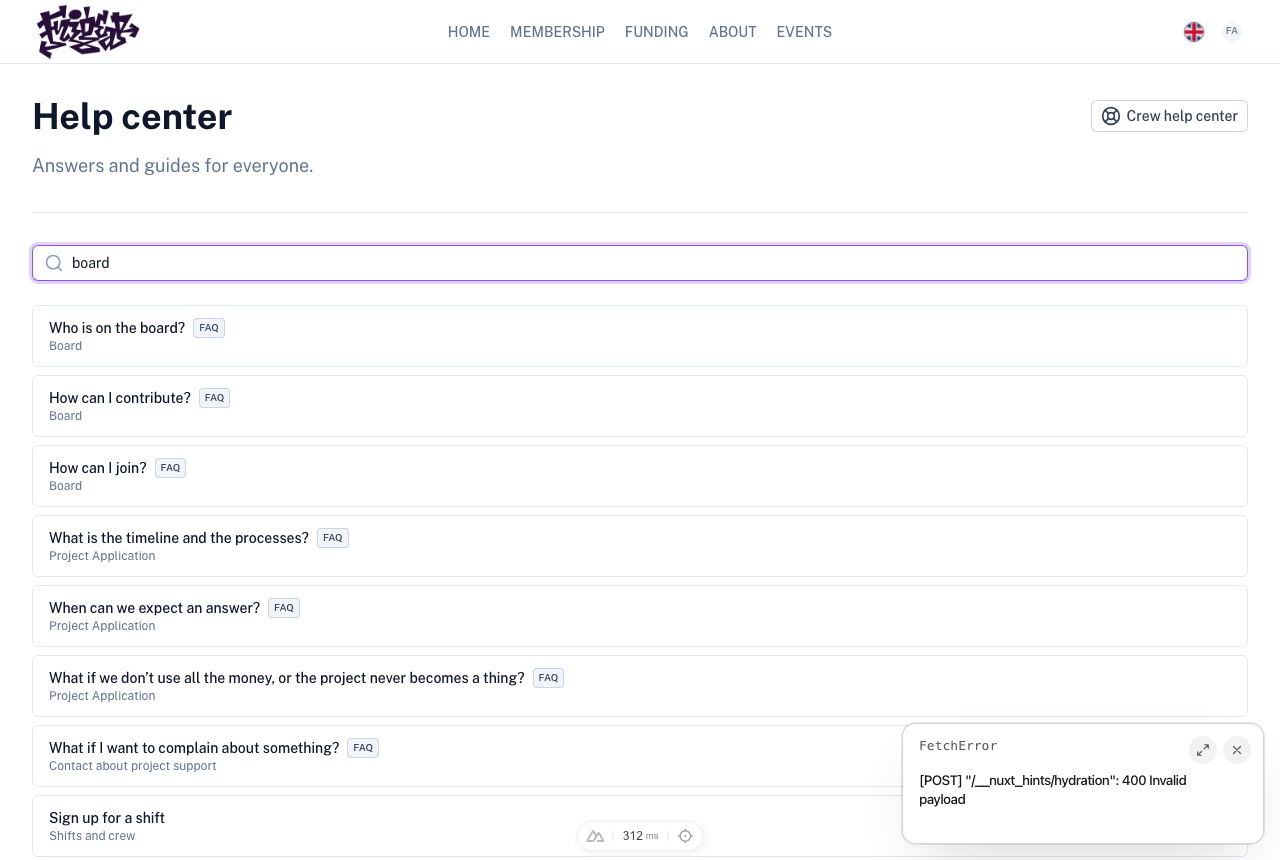 HOME MEMBERSHIP FUNDING ABOUT EVENTS
FA
Help center
Crew help center
Answers and guides for everyone.
board
Who is on the board? FAQ
Board
How can I contribute? FAQ
Board
How can I join? FAQ
Board
What is the timeline and the processes? FAQ
Project Application
When can we expect an answer? FAQ
Project Application
What if we don’t use all the money, or the project never becomes a thing? FAQ
Project Application
What if I want to complain about something? FAQ
Contact about project support
Sign up for a shift
Shifts and crew
312 ms
FetchError
[POST] "/__nuxt_hints/hydration": 400 Invalid
payload